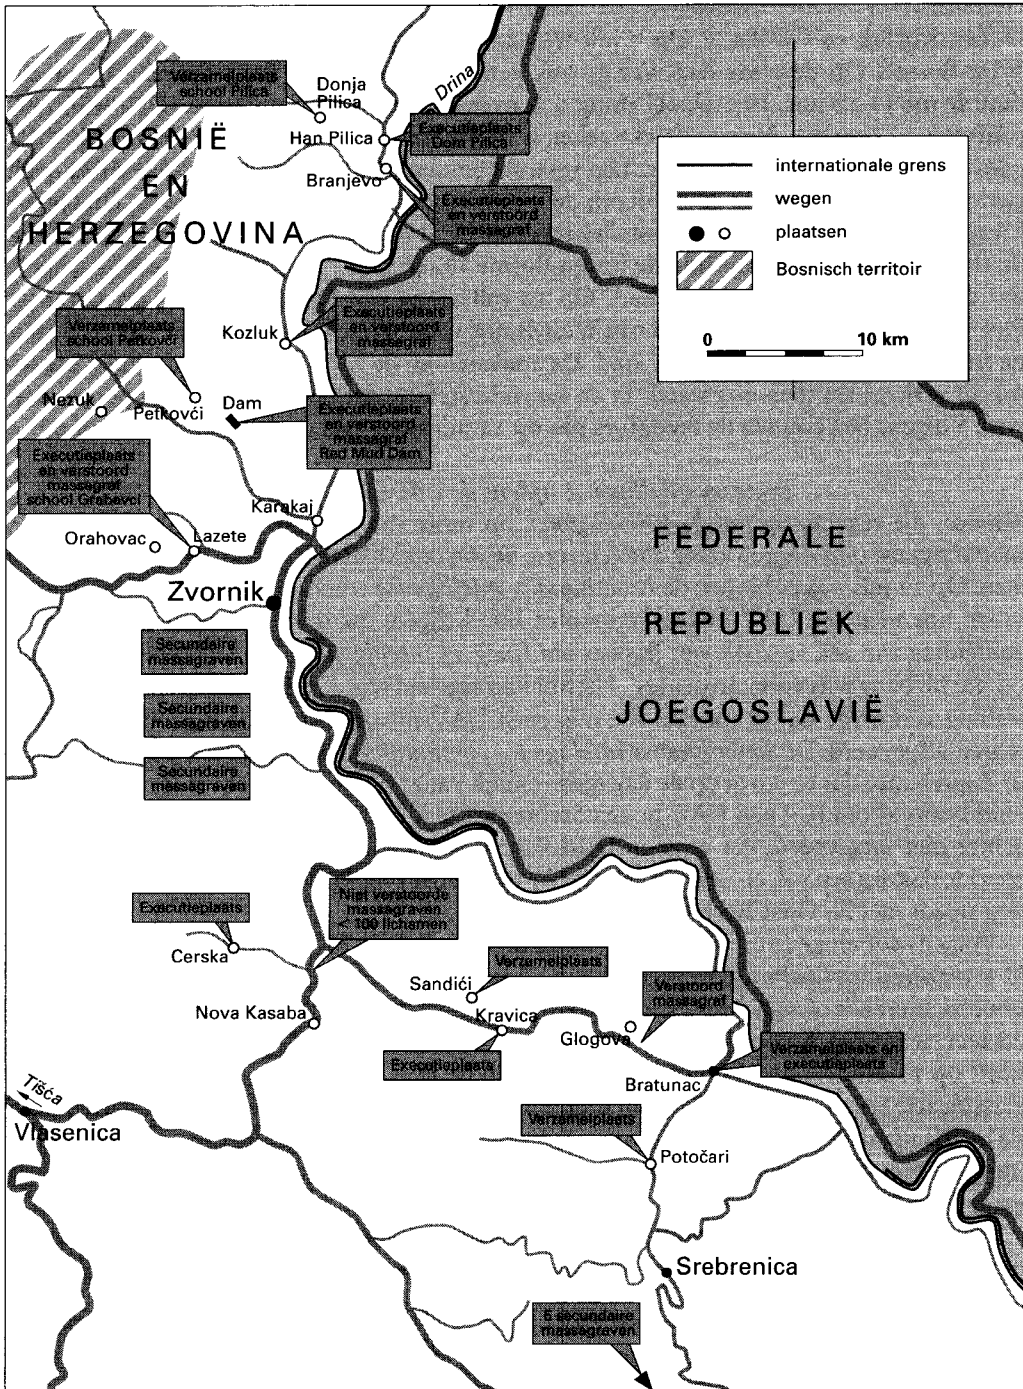 Drina
Verzamelplaats
school Pilica
Donja
Pilica
BOSNIË
EN
HERZEGOVINA
Han Pilica
Executieplaats
Dom Pilica
Branjevo
Executieplaats
en verstoord
massagraf
internationale grens
wegen
plaatsen
Bosnisch territoir
0 10 km
Verzamelplaats
school Petkovći
Kozluk
Executieplaats
en verstoord
massagraf
Nezuk
Petkovći
Dam
Executieplaats
en verstoord
massagraf
Red Mud Dam
Executieplaats
en verstoord
massagraf
school Grabavci
Karakaj
Orahovac
Lazete
Zvornik
FEDERALE
REPUBLIEK
JOEGOSLAVIË
Secundaire
massagraven
Secundaire
massagraven
Secundaire
massagraven
Executieplaats
Cerska
Niet verstoorde
massagraven
< 100 lichamen
Sandići
Verzamelplaats
Nova Kasaba
Kravica
Executieplaats
Glogova
Verstoord
massagraf
Verzamelplaats en
executieplaats
Bratunac
Tišća
Vlasenica
Verzamelplaats
Potočari
Srebrenica
5 secundaire
massagraven